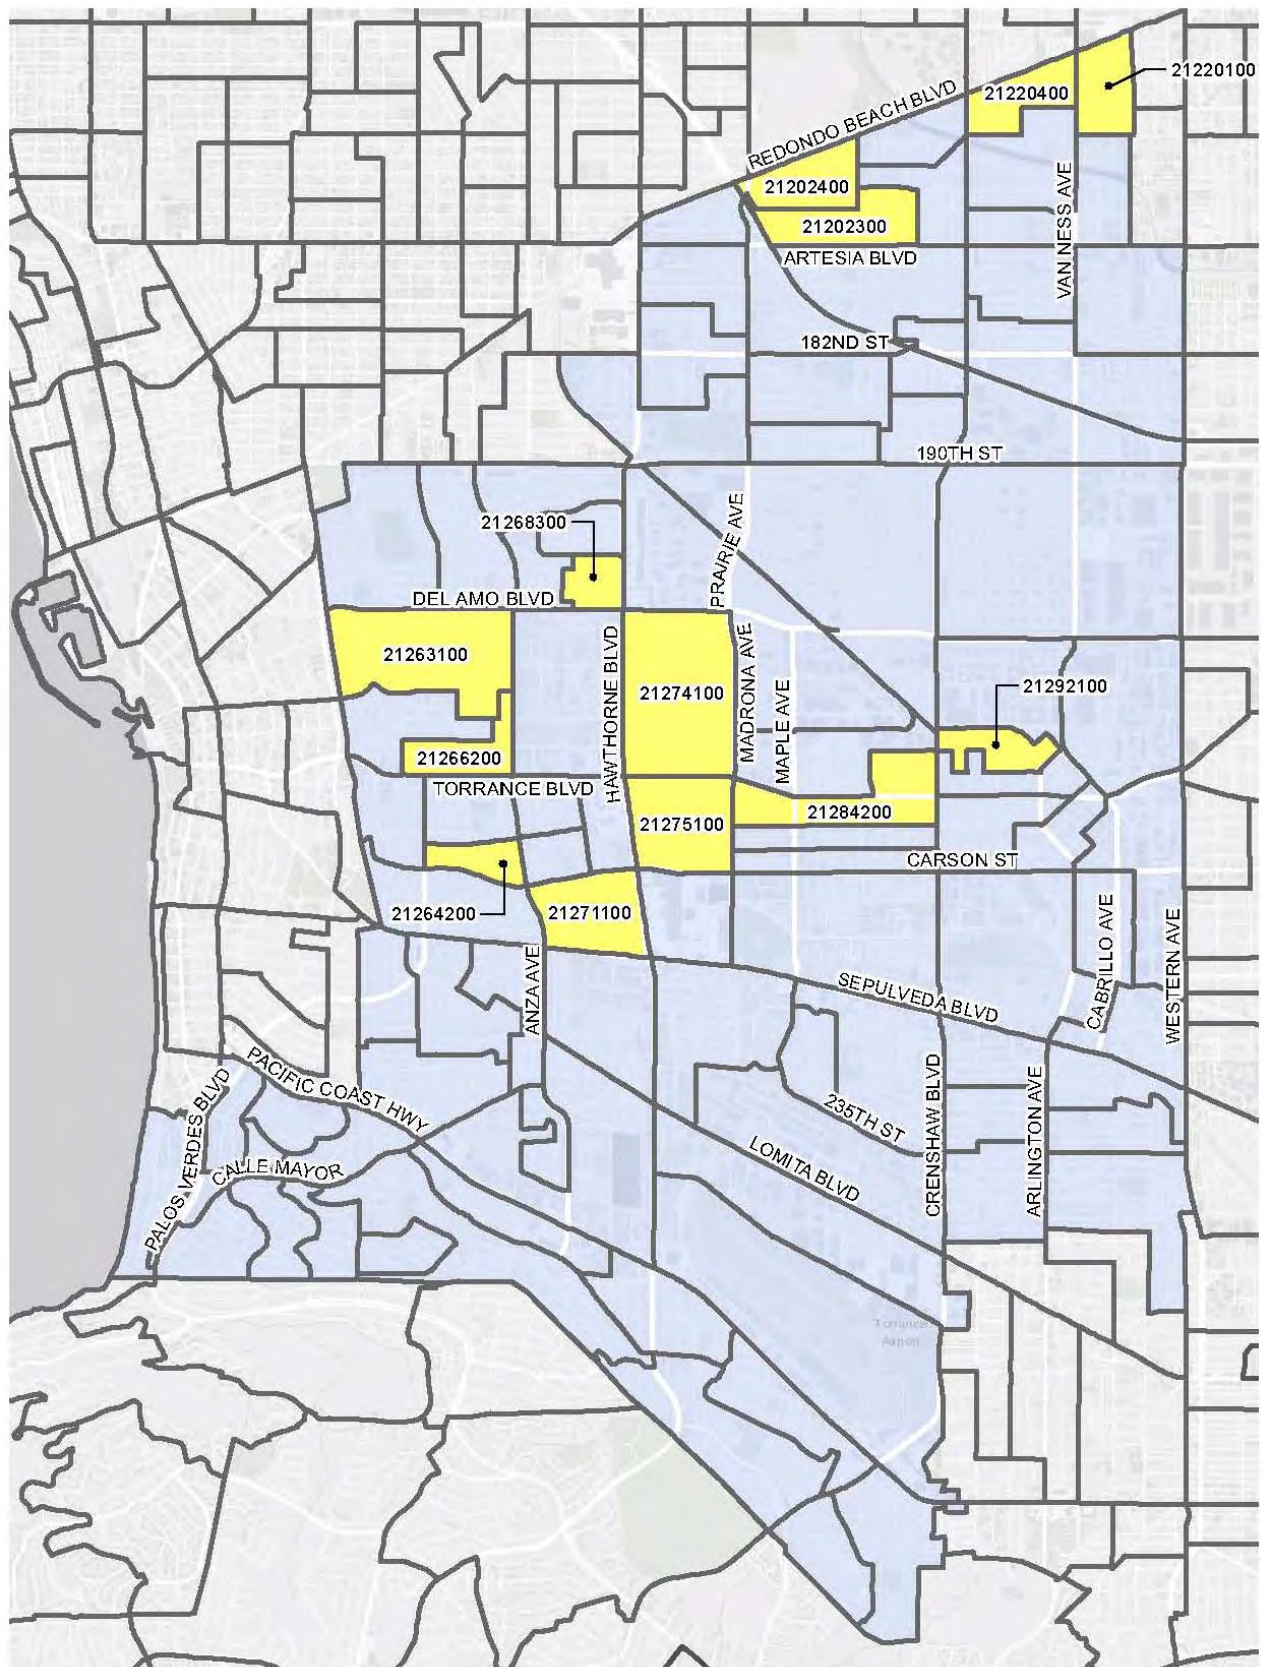 21220100
21220400
REDONDO BEACH BLVD
21202400
21202300
VAN NESS AVE
ARTESIA BLVD
182ND ST
190TH ST
21268300
PRAIRIE AVE
DEL AMO BLVD
21263100
HAWTHORNE BLVD
21274100
MADRONA AVE
MAPLE AVE
21292100
21266200
TORRANCE BLVD
21275100
21284200
CARSON ST
21264200
21271100
ANZA AVE
SEPULVEDA BLVD
CABRILLO AVE
WESTERN AVE
PACIFIC COAST HWY
PALOS VERDES BLVD
CALLE MAYOR
235TH ST
LOMITA BLVD
CRENSHAW BLVD
ARLINGTON AVE
Torrance
Airport